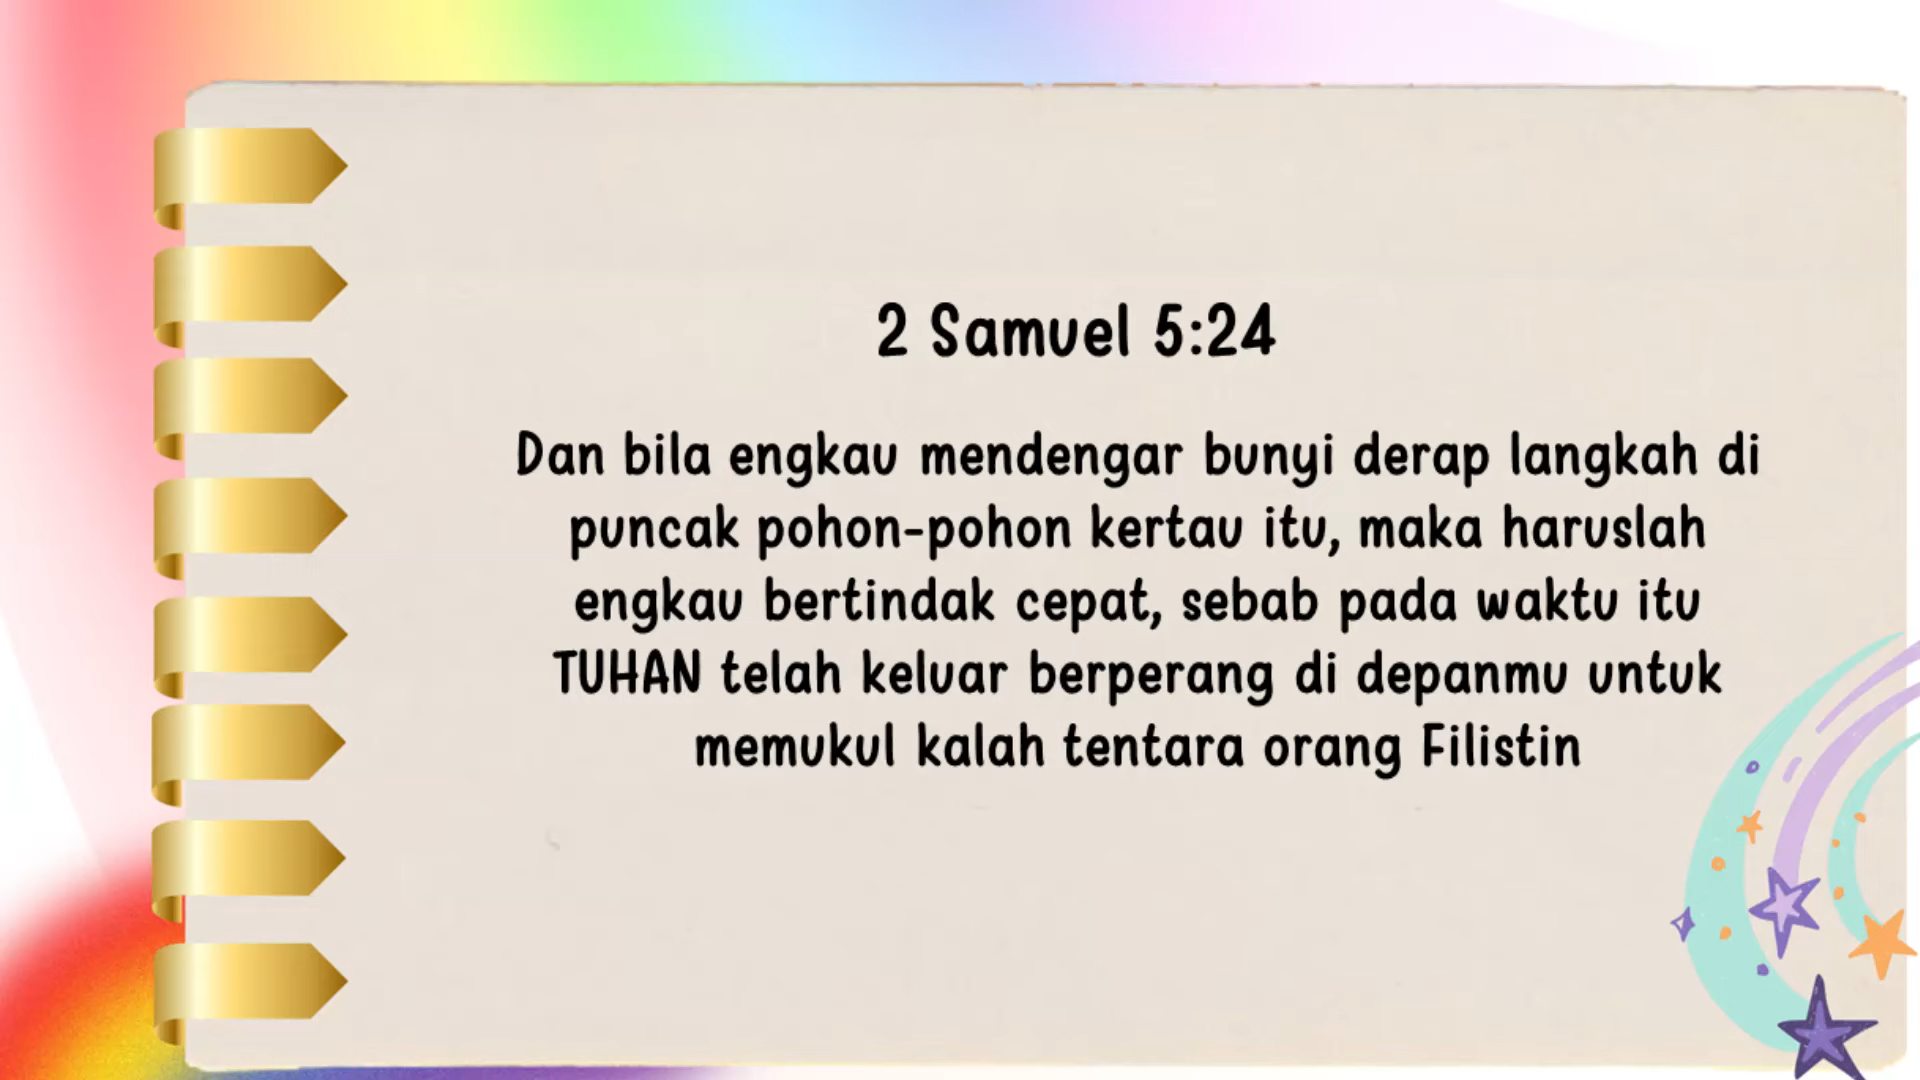 2 Samuel 5:24
Dan bila engkau mendengar bunyi derap langkah di
puncak pohon-pohon kertau itu, maka haruslah
engkau bertindak cepat, sebab pada waktu itu
TUHAN telah keluar berperang di depanmu untuk
memukul kalah tentara orang Filistin